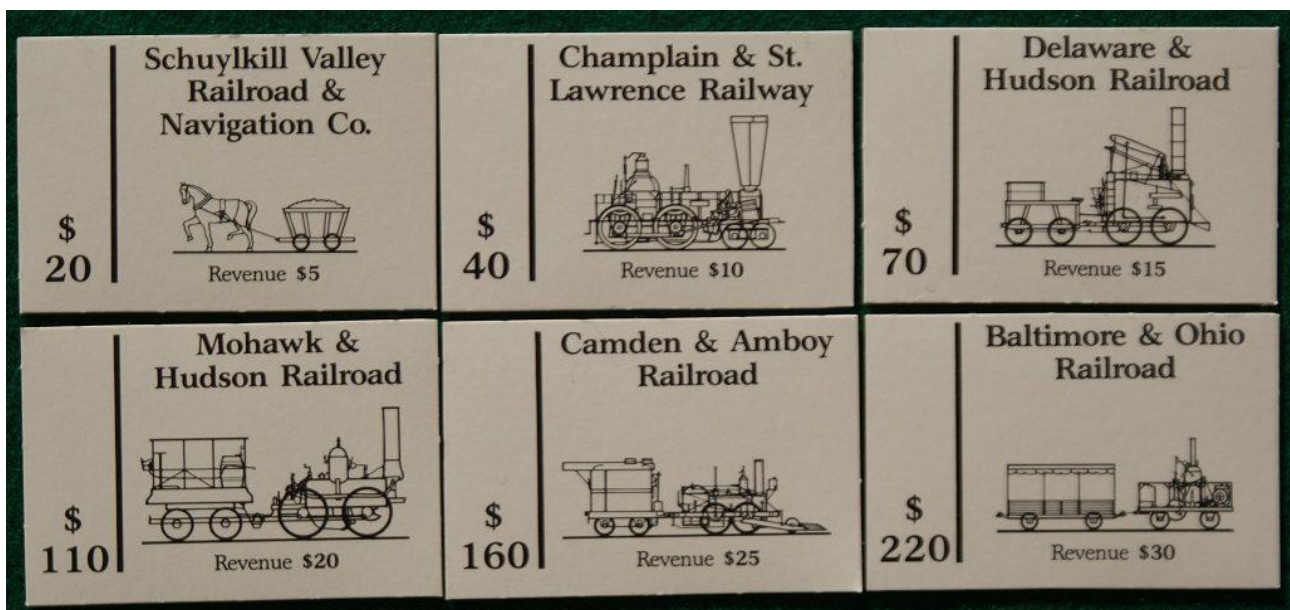 Schuylkill Valley
Railroad &
Navigation Co.
$
20
Revenue $5
Champlain & St.
Lawrence Railway
$
40
Revenue $10
Delaware &
Hudson Railroad
$
70
Revenue $15
Mohawk &
Hudson Railroad
$
110
Revenue $20
Camden & Amboy
Railroad
$
160
Revenue $25
Baltimore & Ohio
Railroad
$
220
Revenue $30